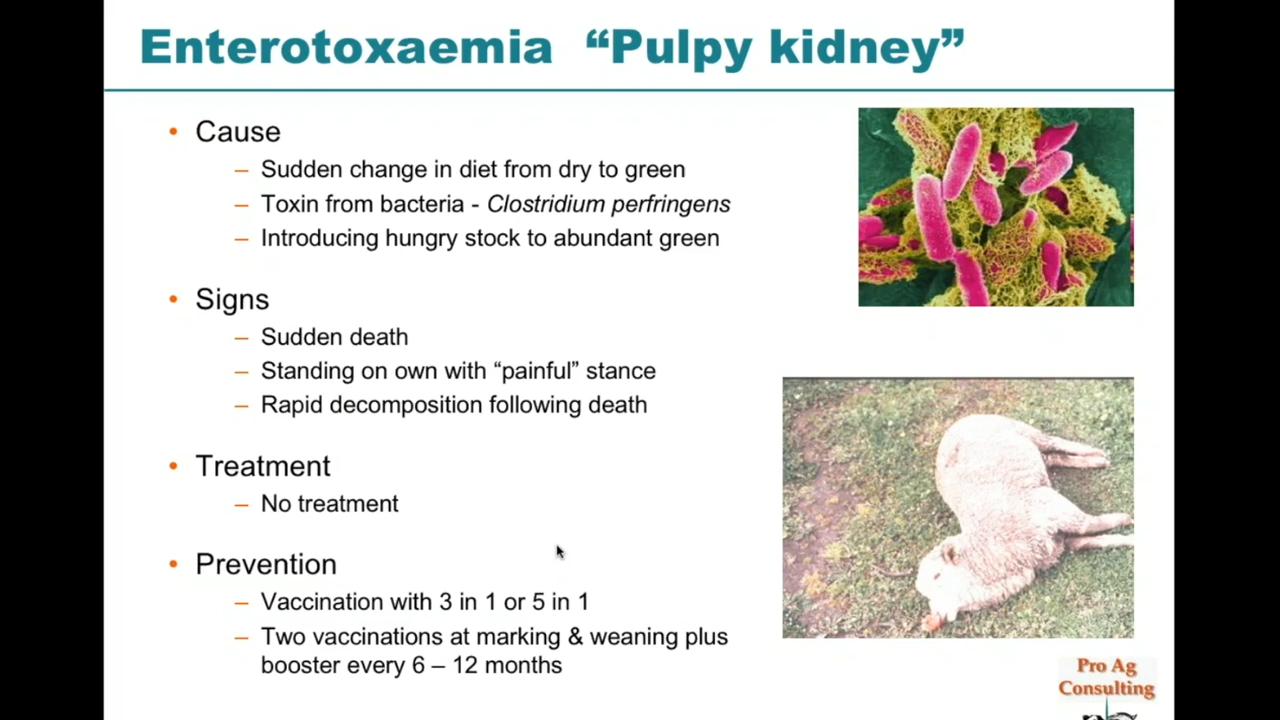 Enterotoxaemia “Pulpy kidney”
• Cause
– Sudden change in diet from dry to green
– Toxin from bacteria - Clostridium perfringens
– Introducing hungry stock to abundant green
• Signs
– Sudden death
– Standing on own with “painful” stance
– Rapid decomposition following death
• Treatment
– No treatment
• Prevention
– Vaccination with 3 in 1 or 5 in 1
– Two vaccinations at marking & weaning plus
booster every 6 – 12 months
Pro Ag
Consulting